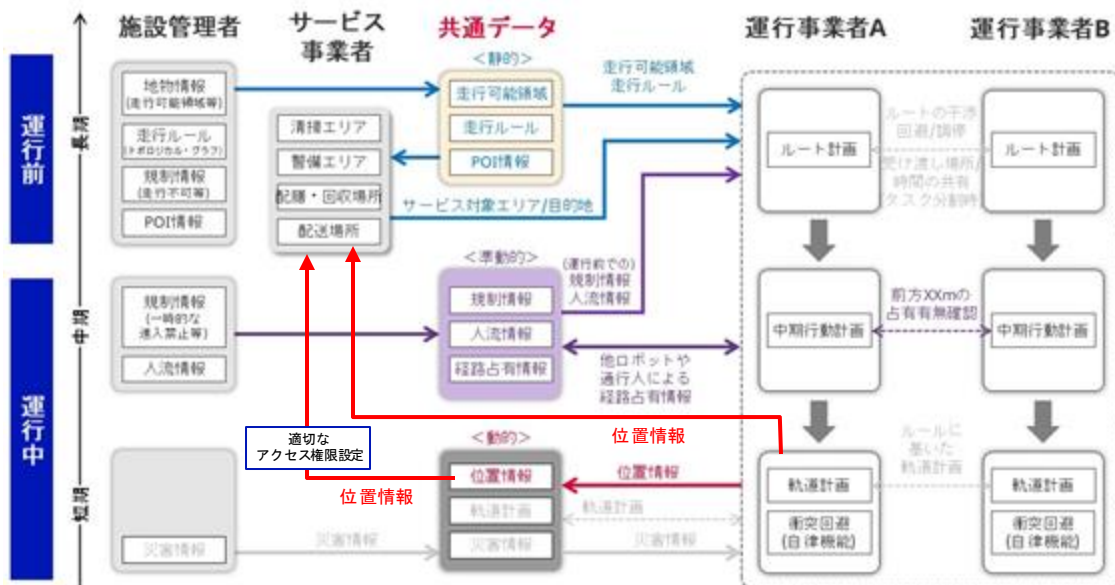 施設管理者
サービス
事業者
共通データ
運行事業者A
運行事業者B
運行前
運行中
長期
中期
短期
地物情報
(走行可能領域等)
走行ルール
(トポロジカル・グラフ)
規制情報
(走行不可等)
POI情報
清掃エリア
警備エリア
配膳・回収場所
配送場所
<静的>
走行可能領域
走行ルール
POI情報
走行可能領域
走行ルール
サービス対象エリア/目的地
ルート計画
ルートの干渉
回避/調停
受け渡し場所/
時間の共有
(タスク分割時)
ルート計画
規制情報
(一時的な
進入禁止等)
人流情報
<準動的>
規制情報
人流情報
経路占有情報
(運行前での)
規制情報
人流情報
他ロボットや
通行人による
経路占有情報
中期行動計画
前方XXmの
占有有無確認
中期行動計画
適切な
アクセス権限設定
位置情報
位置情報
<動的>
位置情報
軌道計画
災害情報
位置情報
軌道計画
災害情報
災害情報
災害情報
軌道計画
衝突回避
(自律機能)
ルールに
基いた
軌道計画
軌道計画
衝突回避
(自律機能)